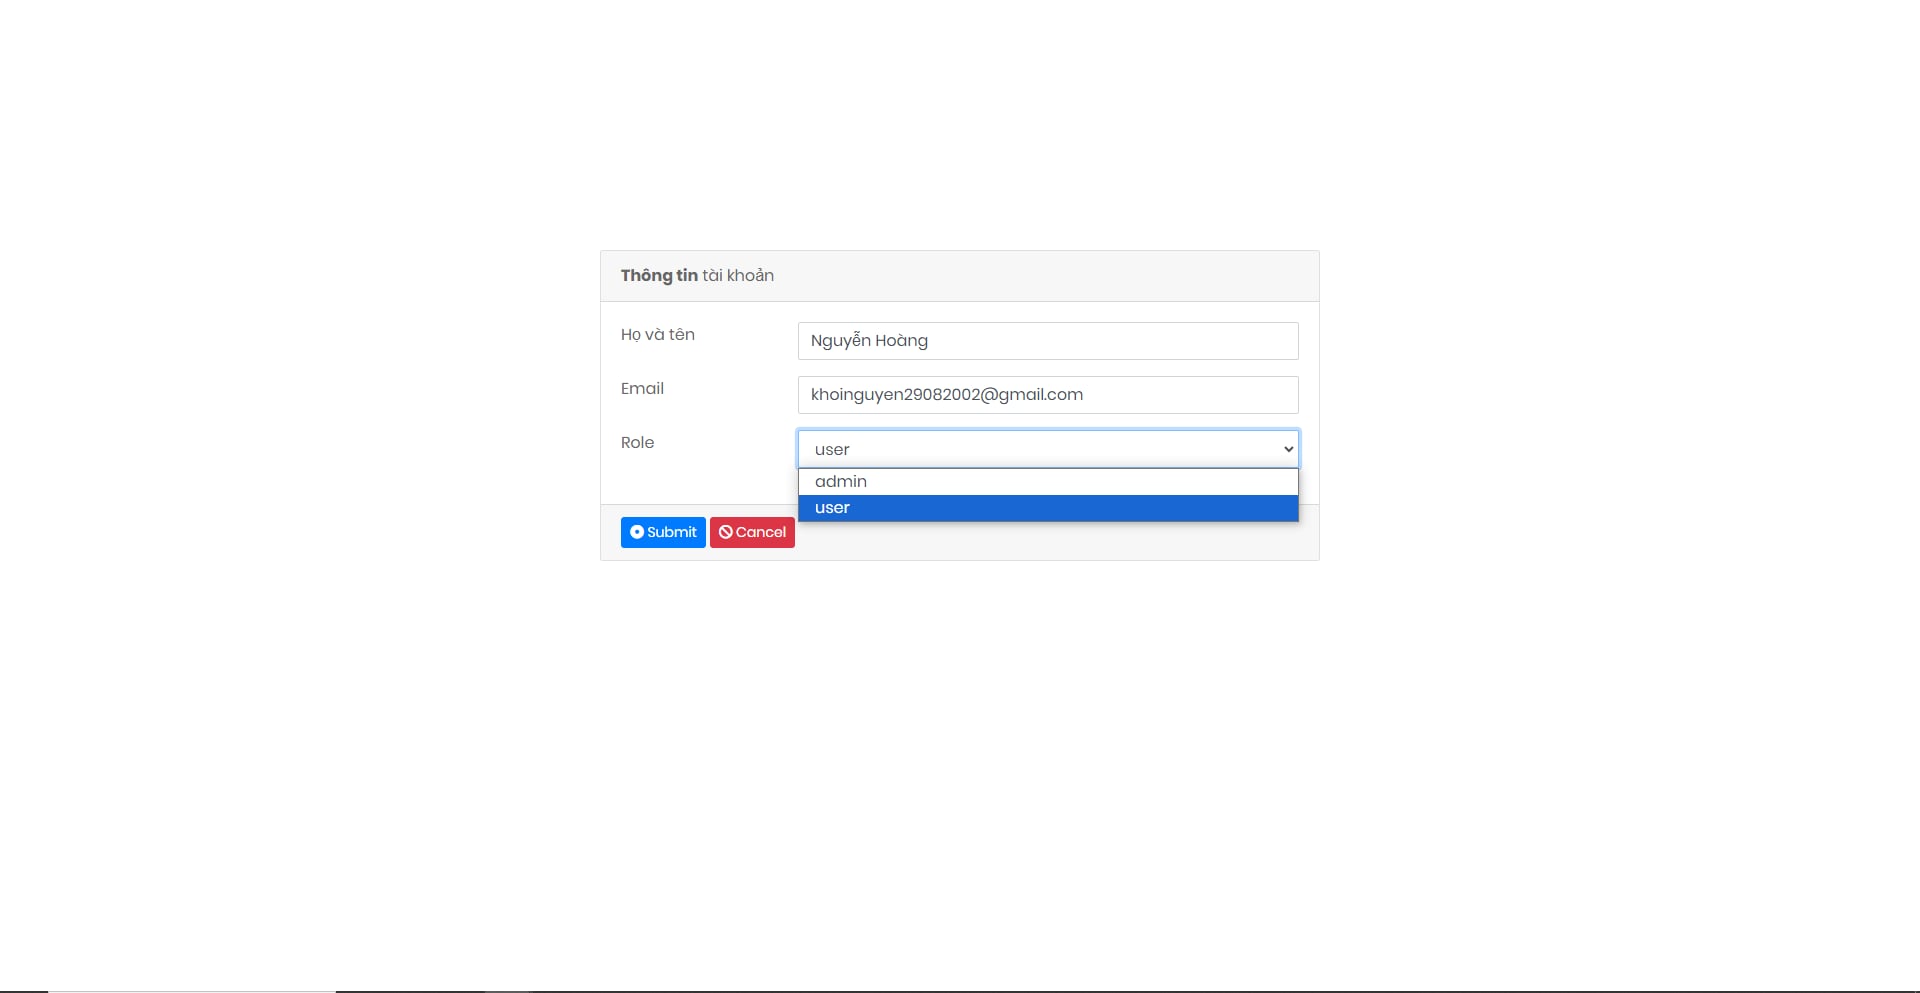 Thông tin tài khoản
Họ và tên
Nguyễn Hoàng
Email
khoinguyen29082002@gmail.com
Role
user
admin
user
Submit
Cancel